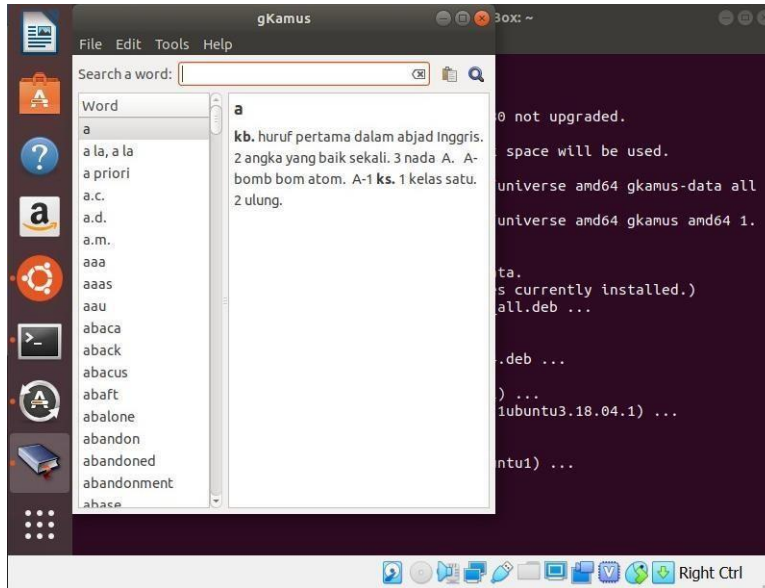 gKamus
File Edit Tools Help
Search a word:
Word
a
a la, a la
a priori
a.c.
a.d.
a.m.
aaa
aaas
aau
abaca
aback
abacus
abaft
abalone
abandon
abandoned
abandonment
abase
a
kb. huruf pertama dalam abjad Inggris.
2 angka yang baik sekali. 3 nada A. A-
bomb bom atom. A-1 ks. 1 kelas satu.
2 ulung.
Box: ~
0 not upgraded.
space will be used.
universe amd64 gkamus-data all
universe amd64 gkamus amd64 1.
ta.
s currently installed.)
_all.deb ...
.deb ...
) ...
1ubuntu3.18.04.1) ...
ntu1) ...
Right Ctrl